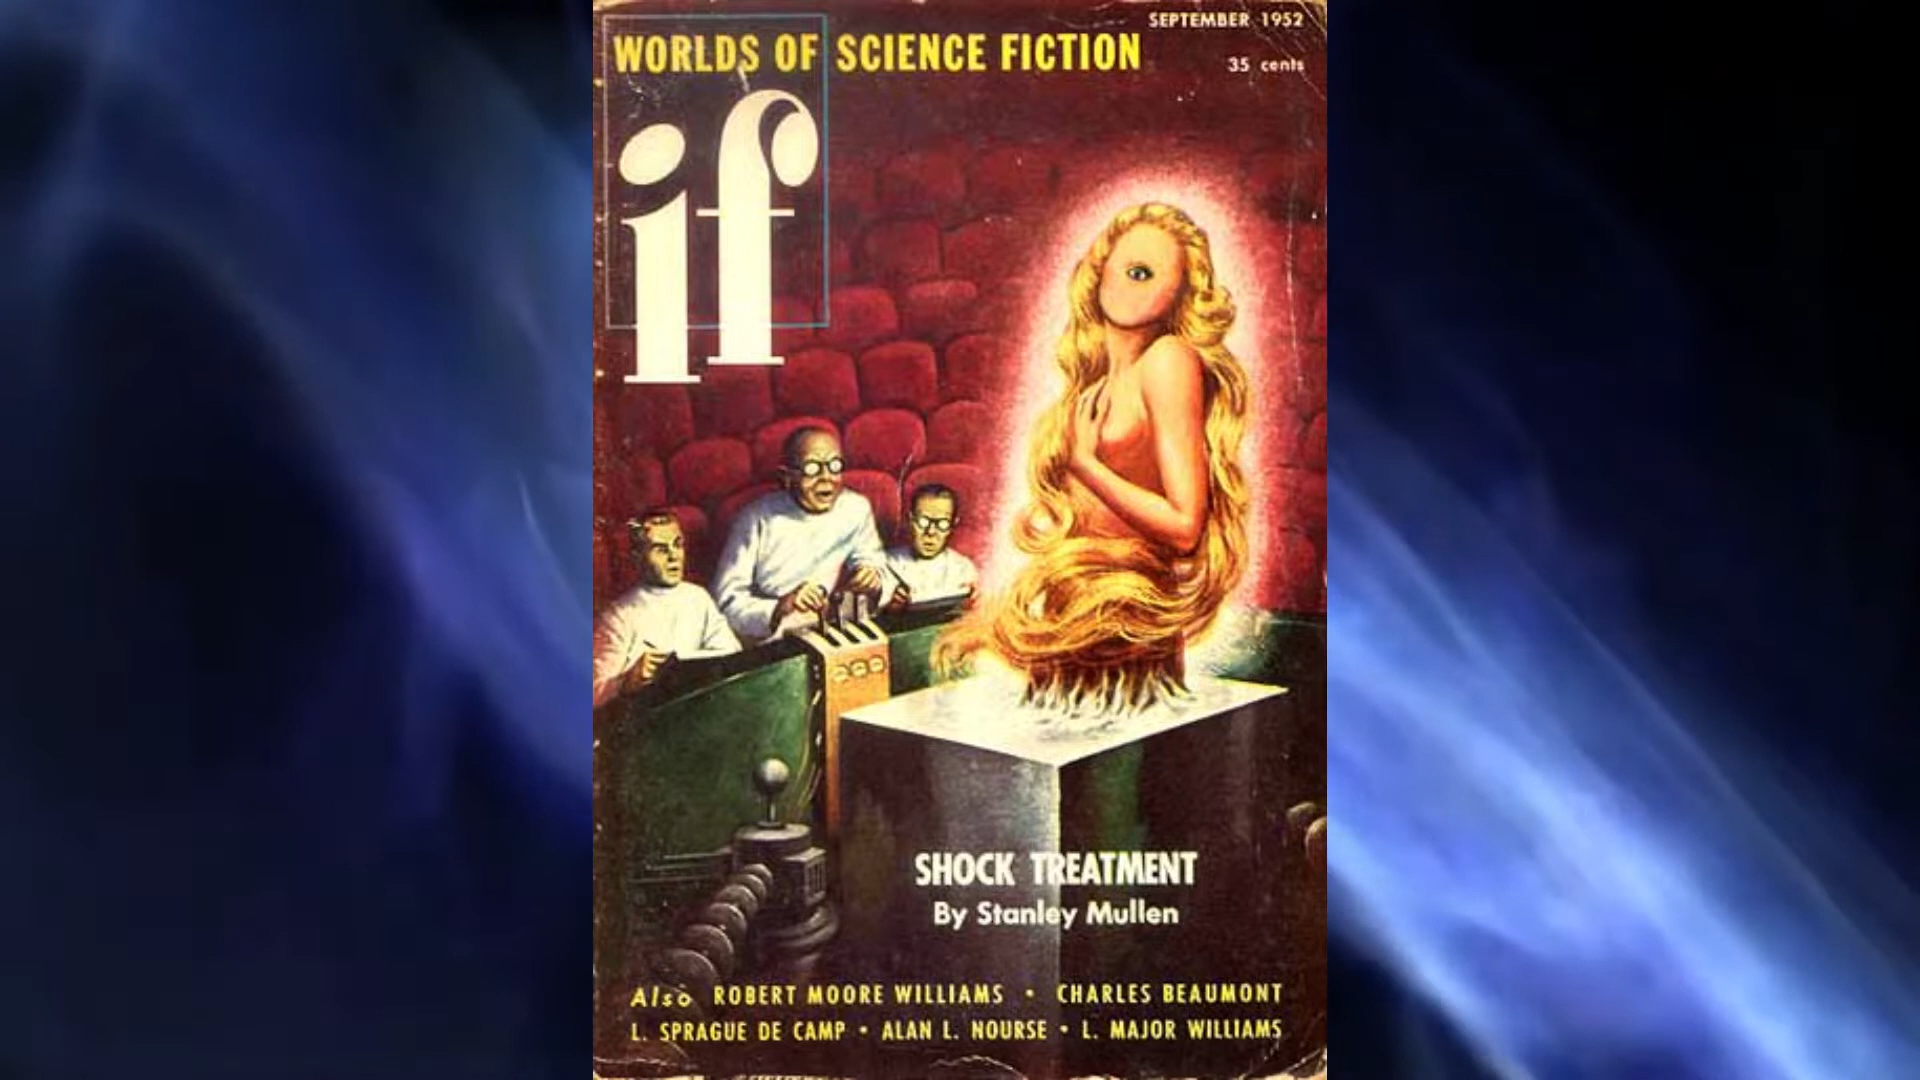 SEPTEMBER 1952
WORLDS OF SCIENCE FICTION
35 cents
if
SHOCK TREATMENT
By Stanley Mullen
Also ROBERT MOORE WILLIAMS • CHARLES BEAUMONT
L. SPRAGUE DE CAMP • ALAN L. NOURSE • L. MAJOR WILLIAMS